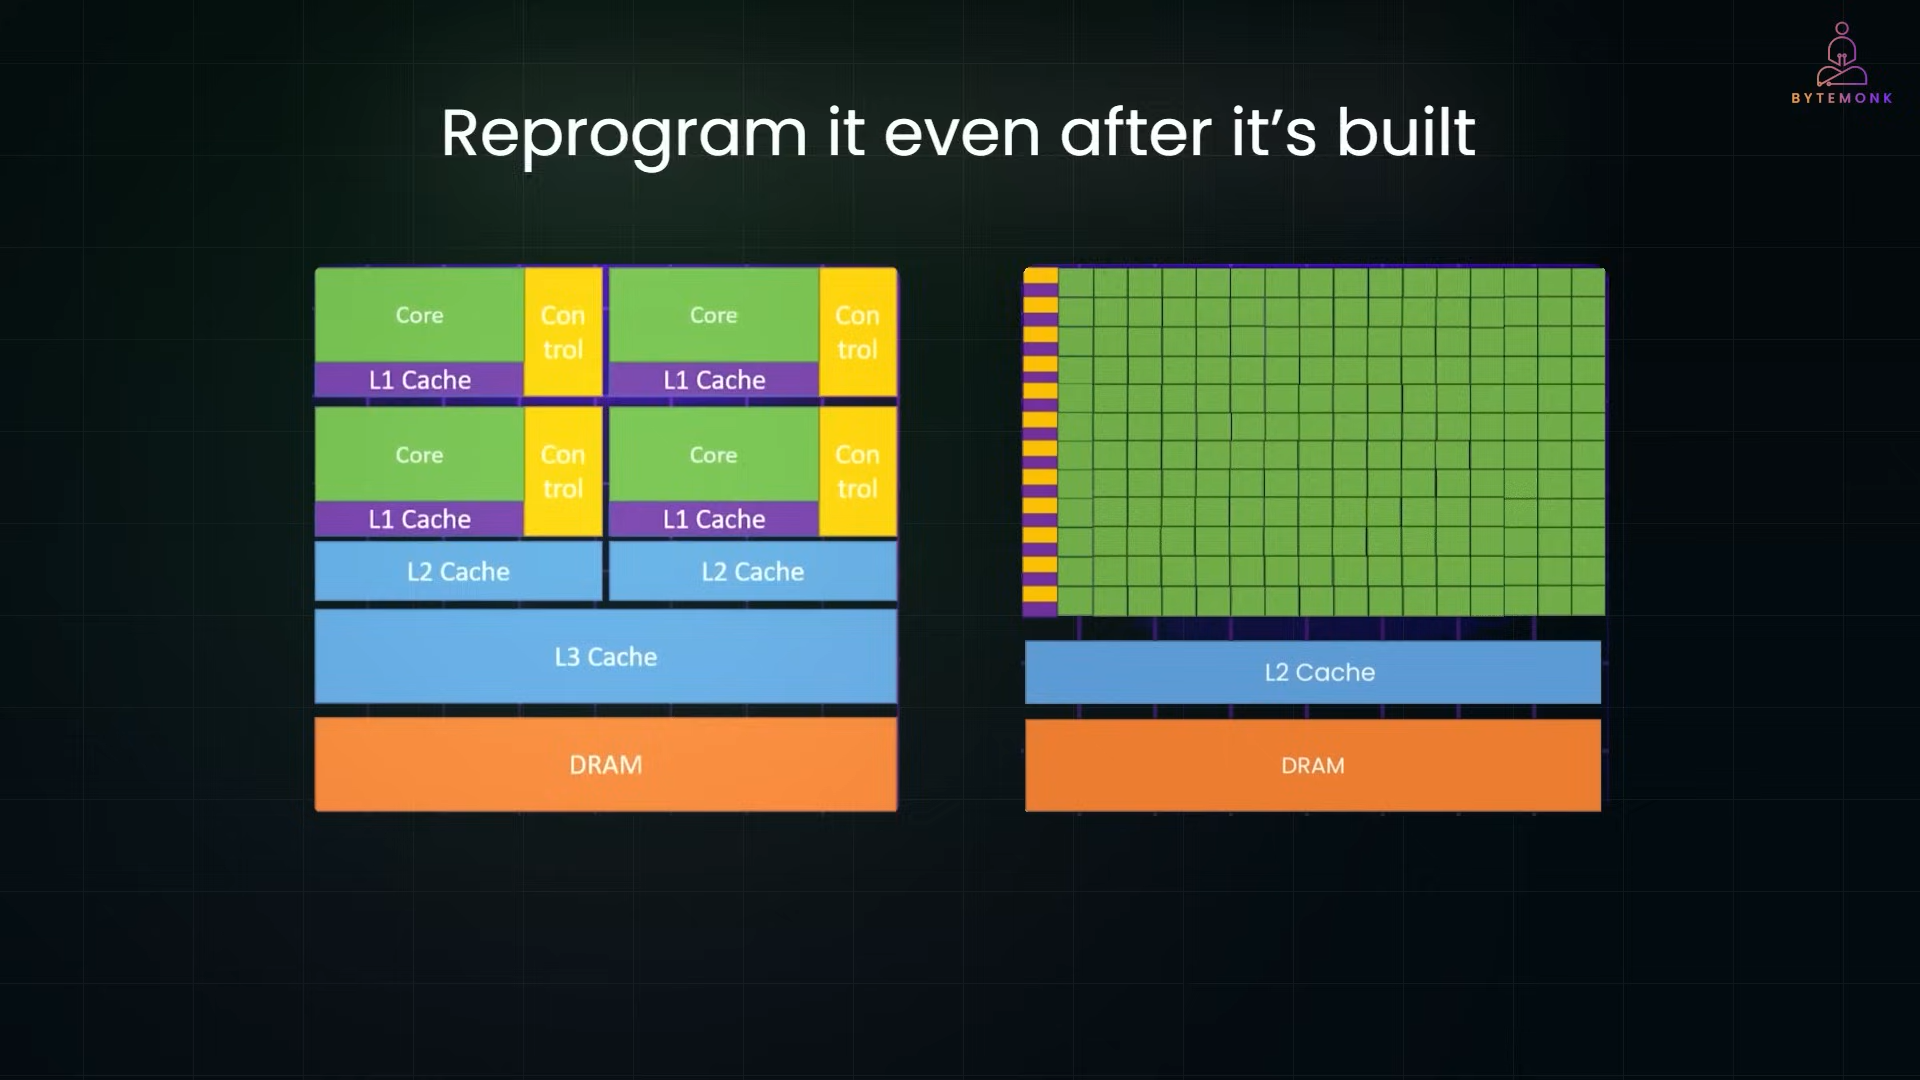 BYTEMONK
Reprogram it even after it's built
Core
Con
trol
L1 Cache
Core
Con
trol
L1 Cache
Core
Con
trol
L1 Cache
Core
Con
trol
L1 Cache
L2 Cache
L2 Cache
L3 Cache
DRAM
L2 Cache
DRAM